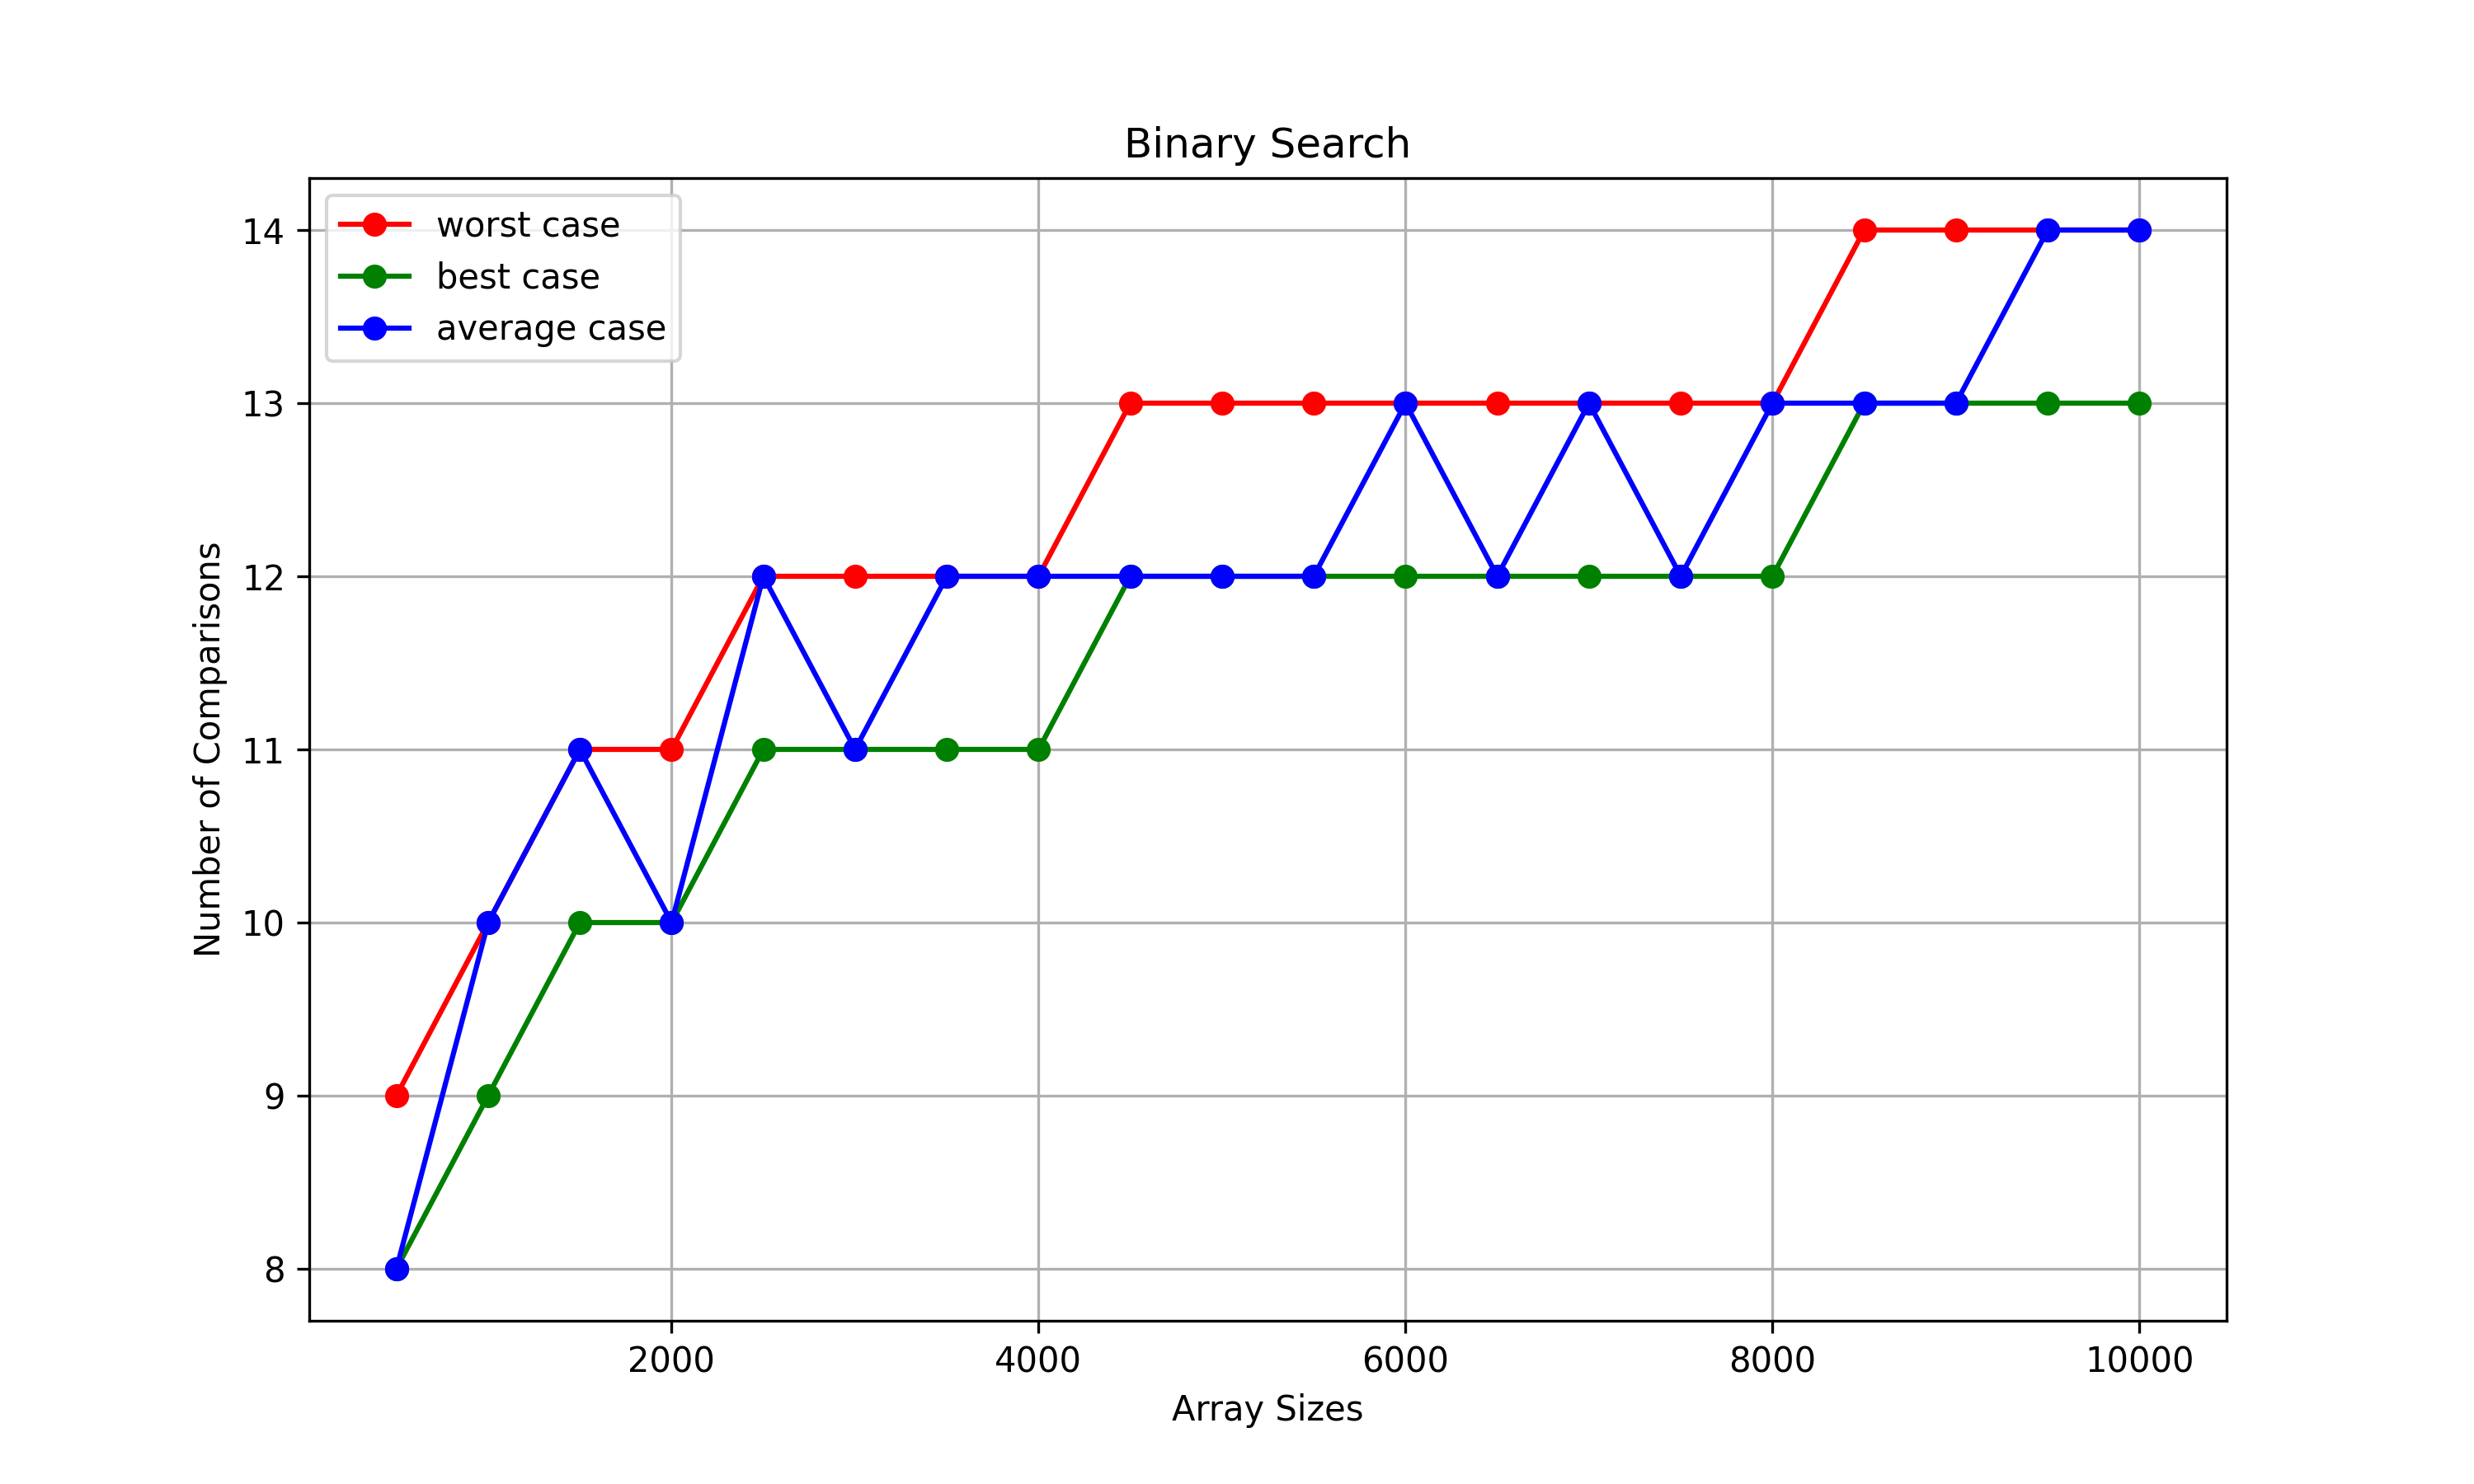 Binary Search
worst case
best case
average case
14
13
12
11
10
9
8
Number of Comparisons
2000 4000 6000 8000 10000
Array Sizes